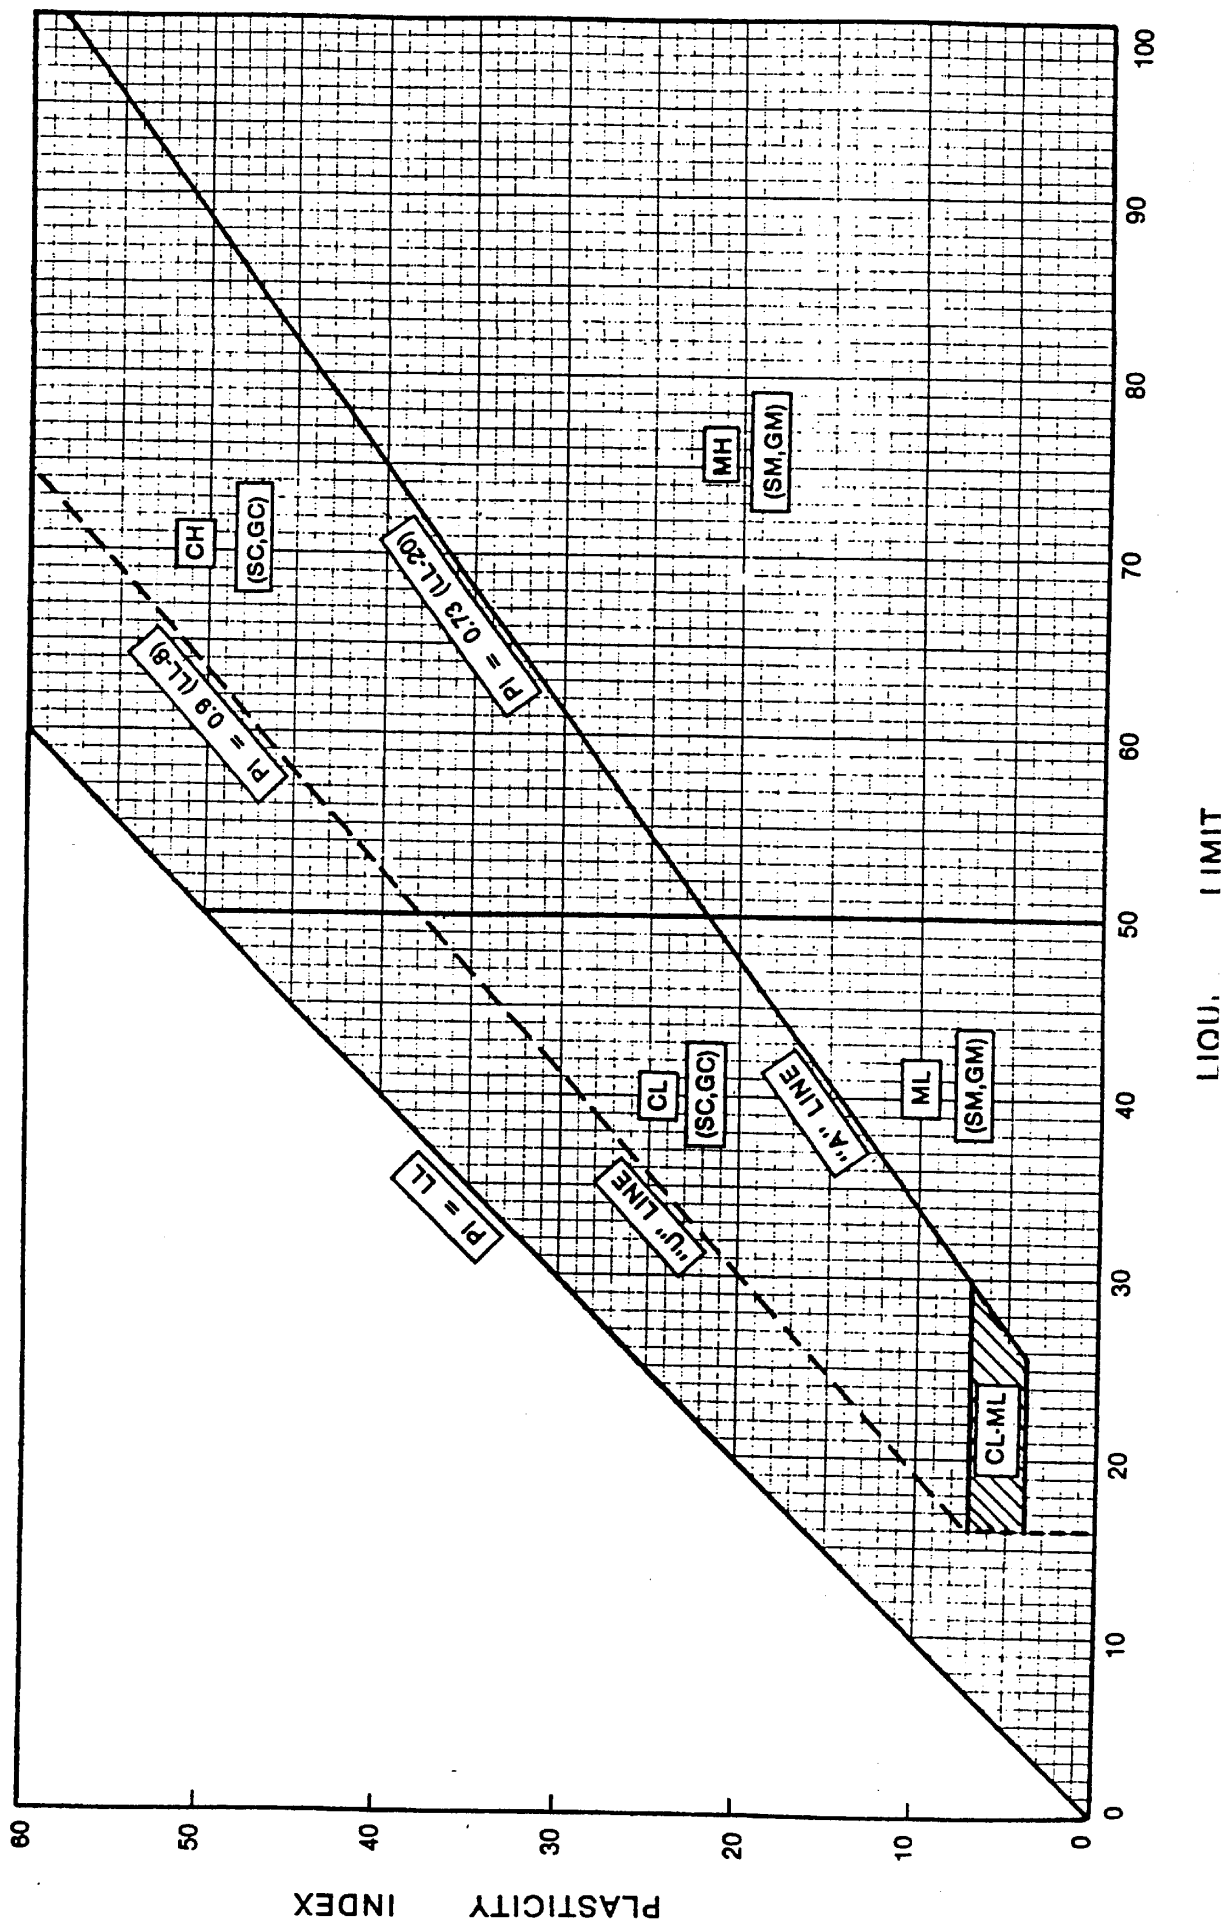 PLASTICITY INDEX
60
50
40
30
20
10
0
PI = LL
PI = 0.9 (LL-8)
"U" LINE
CH
(SC,GC)
PI = 0.73 (LL-20)
CL
(SC,GC)
"A" LINE
MH
(SM,GM)
ML
(SM,GM)
CL-ML
0
10
20
30
40
50
60
70
80
90
100
LIMIT